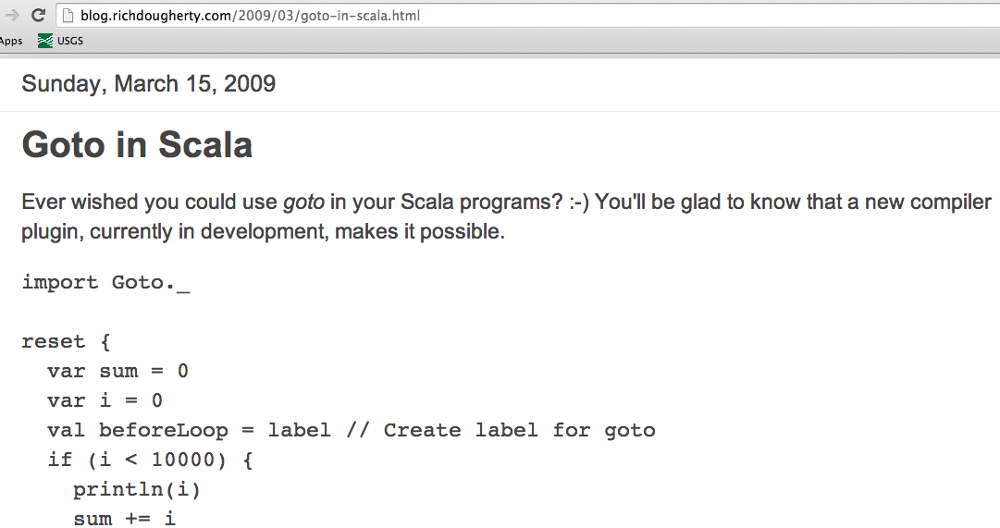 blog.richdougherty.com/2009/03/goto-in-scala.html
Apps USGS
Sunday, March 15, 2009
Goto in Scala
Ever wished you could use goto in your Scala programs? :-) You'll be glad to know that a new compiler
plugin, currently in development, makes it possible.
import Goto._
reset {
  var sum = 0
  var i = 0
  val beforeLoop = label // Create label for goto
  if (i < 10000) {
    println(i)
    sum += i